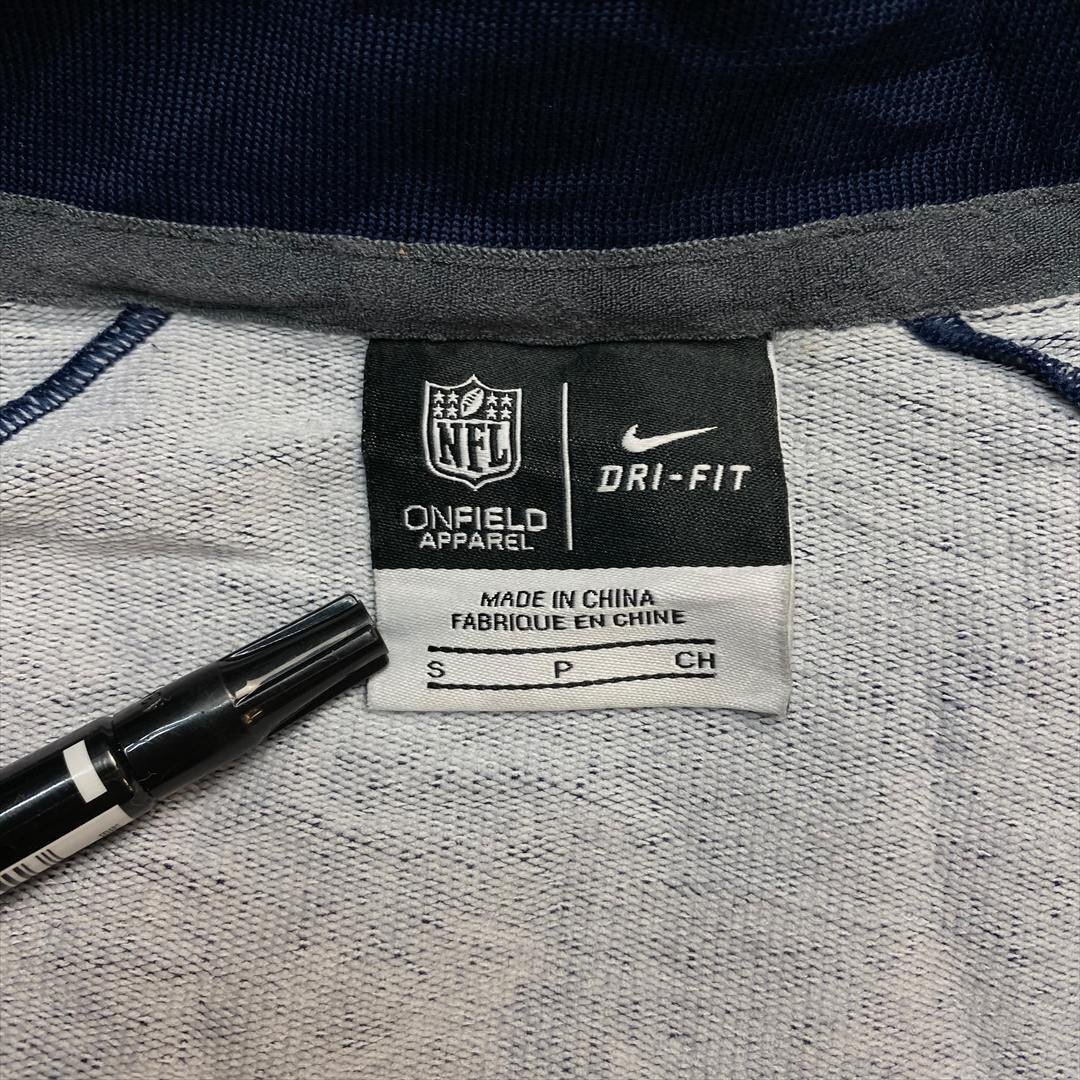 NFL
ONFIELD
APPAREL
DRI-FIT
MADE IN CHINA
FABRIQUE EN CHINE
S P CH